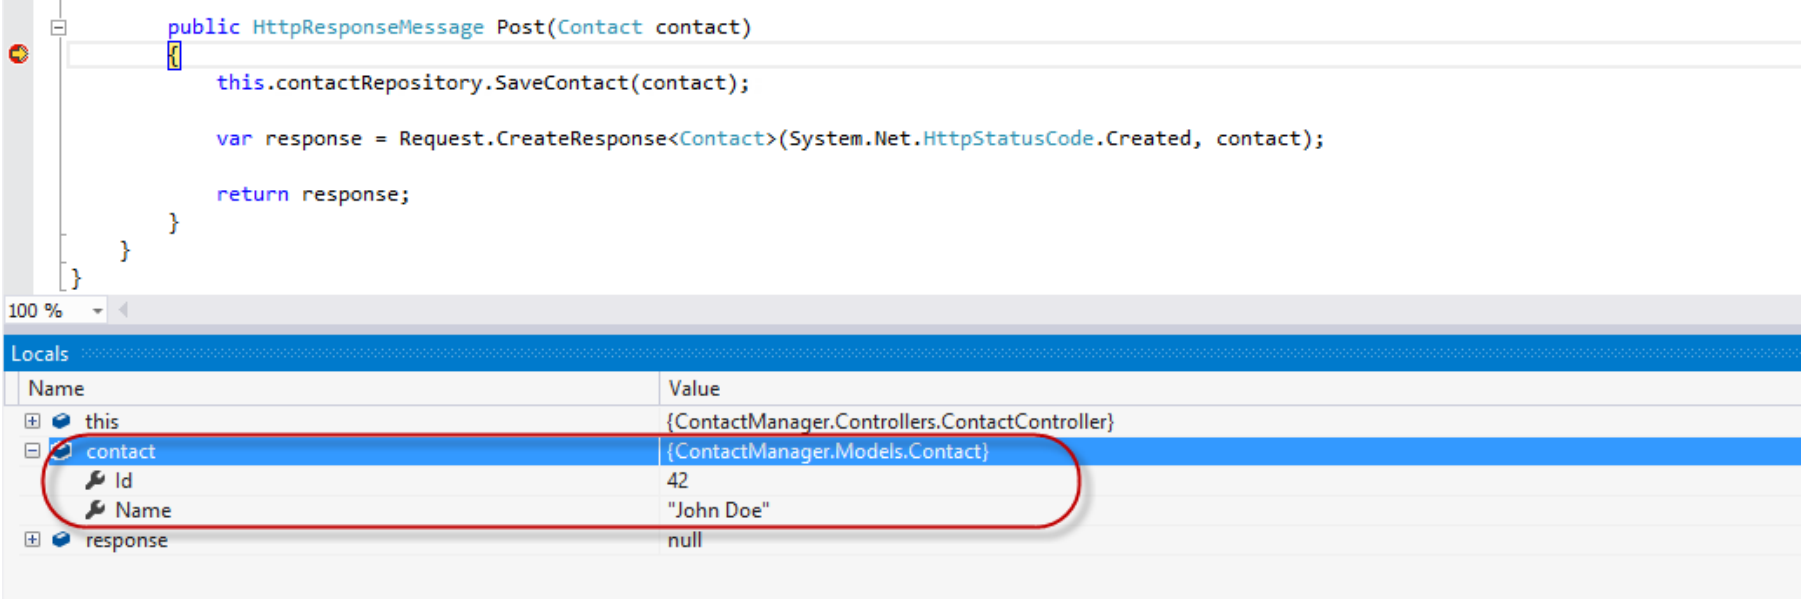 public HttpResponseMessage Post(Contact contact)
{
this.contactRepository.SaveContact(contact);
var response = Request.CreateResponse<Contact>(System.Net.HttpStatusCode.Created, contact);
return response;
}
}
}
100 %
Locals
Name Value
this {ContactManager.Controllers.ContactController}
contact {ContactManager.Models.Contact}
Id 42
Name "John Doe"
response null